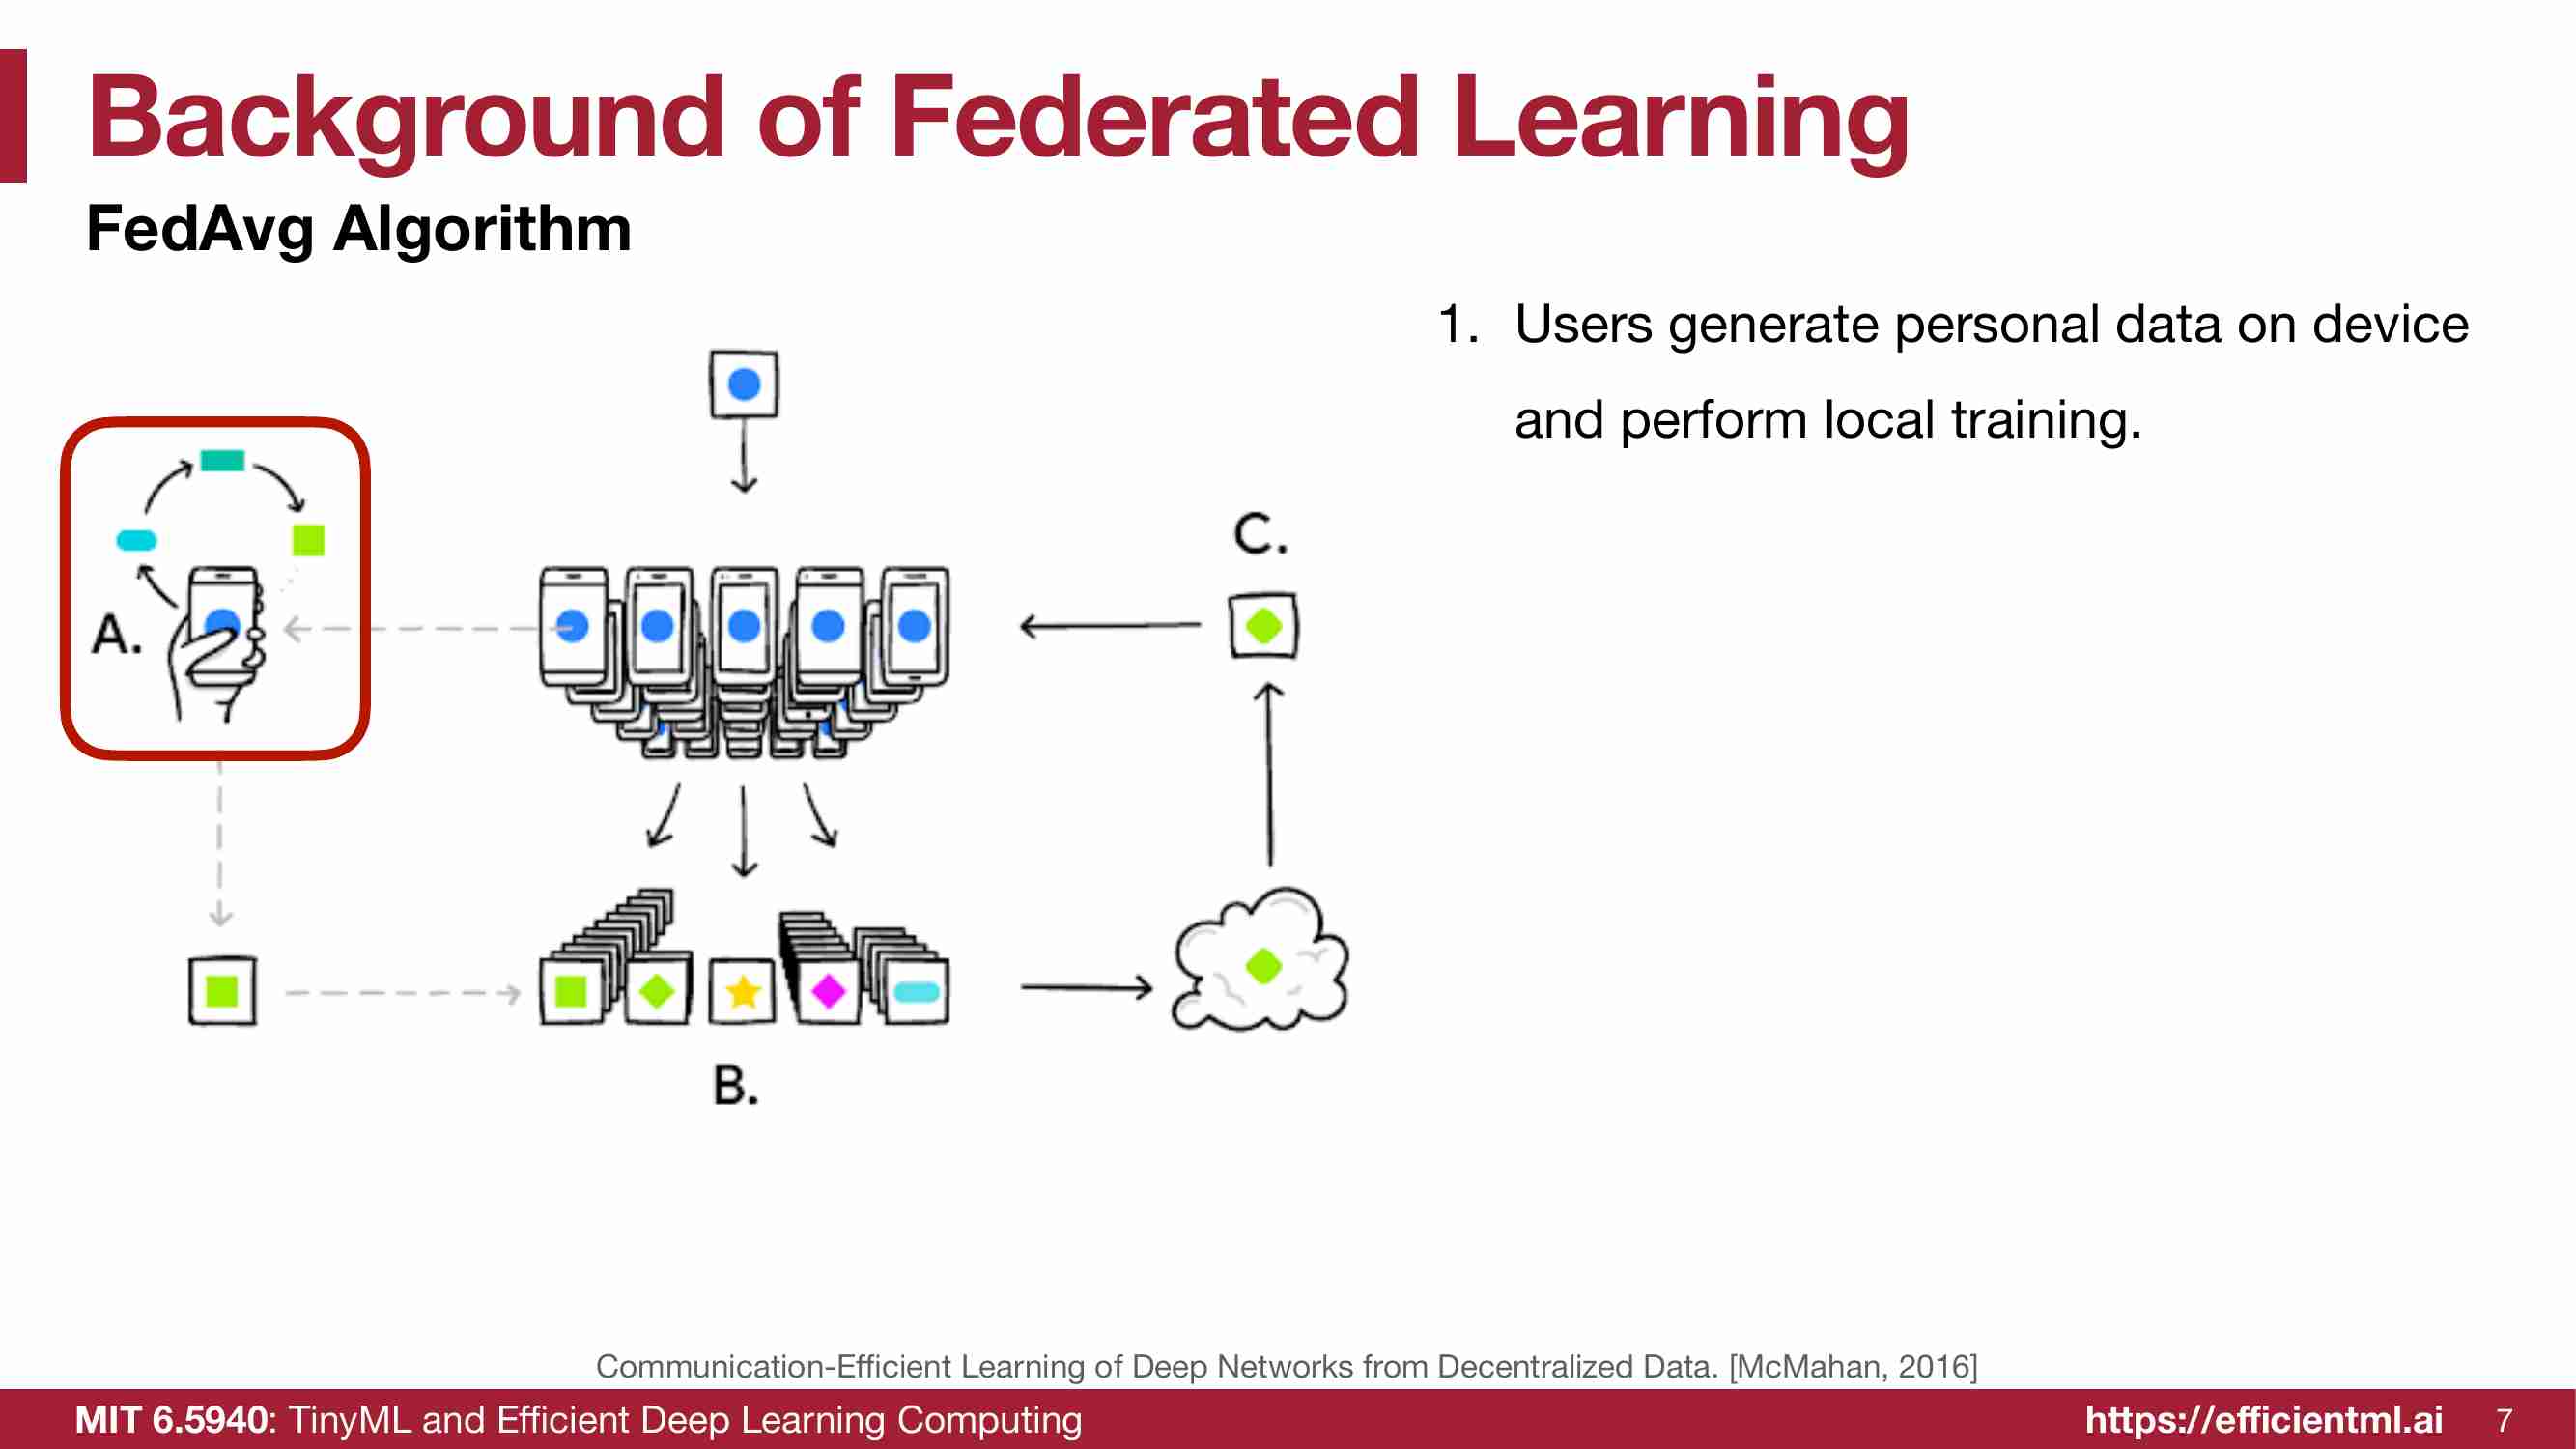 Background of Federated Learning
FedAvg Algorithm
1. Users generate personal data on device
and perform local training.
C.
A.
B.
Communication-Efficient Learning of Deep Networks from Decentralized Data. [McMahan, 2016]
MIT 6.5940: TinyML and Efficient Deep Learning Computing
https://efficientml.ai
7